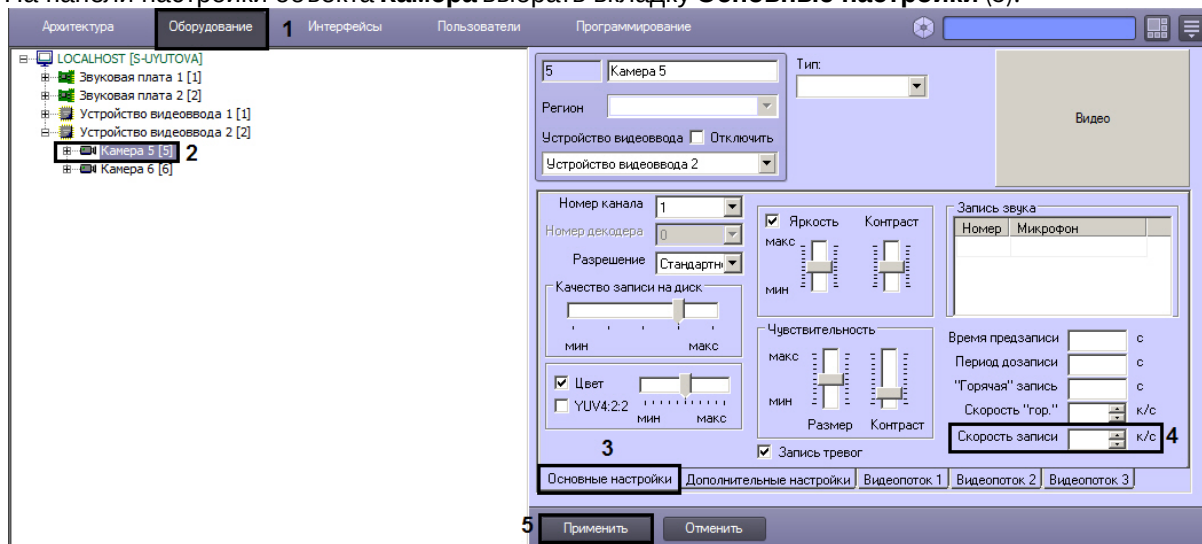 На панели настройки объекта Камера выбрать вкладку Основные настройки (3).
Архитектура Оборудование 1 Интерфейсы Пользователи Программирование
LOCALHOST [S-UYUTOVA]
Звуковая плата 1 [1]
Звуковая плата 2 [2]
Устройство видеоввода 1 [1]
Устройство видеоввода 2 [2]
Камера 5 [5] 2
Камера 6 [6]
5 Камера 5
Тип:
Регион
Устройство видеоввода Отключить
Устройство видеоввода 2
Видео
Номер канала 1
Номер декодера 0
Разрешение Стандартн
Качество записи на диск
мин макс
Цвет
YUV4:2:2
мин макс
3
Яркость Контраст
макс
мин
Чувствительность
макс
мин
Размер Контраст
Запись тревог
Запись звука
Номер Микрофон
Время предзаписи с
Период дозаписи с
"Горячая" запись с
Скорость "гор." к/с
Скорость записи к/с 4
Основные настройки Дополнительные настройки Видеопоток 1 Видеопоток 2 Видеопоток 3
5 Применить Отменить